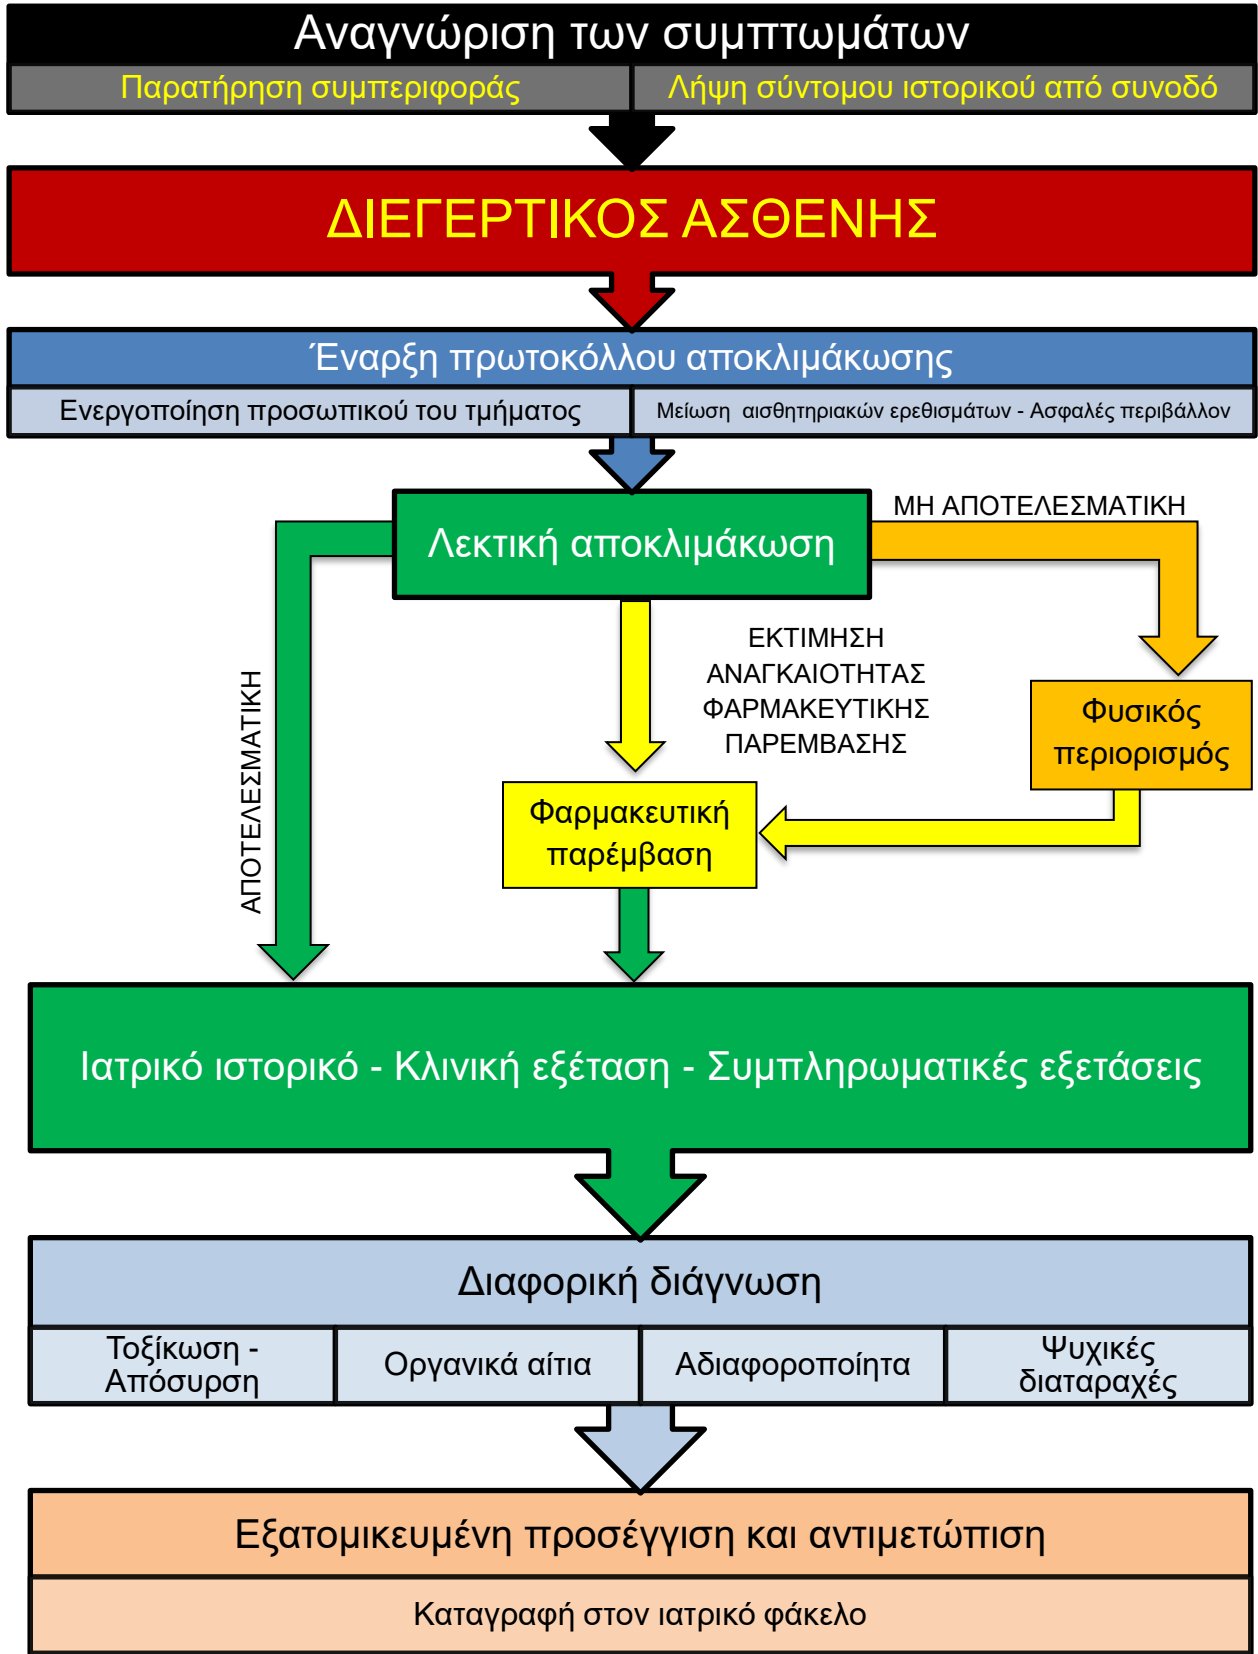 Αναγνώριση των συμπτωμάτων
Παρατήρηση συμπεριφοράς
Λήψη σύντομου ιστορικού από συνοδό
ΔΙΕΓΕΡΤΙΚΟΣ ΑΣΘΕΝΗΣ
Έναρξη πρωτοκόλλου αποκλιμάκωσης
Ενεργοποίηση προσωπικού του τμήματος
Μείωση αισθητηριακών ερεθισμάτων - Ασφαλές περιβάλλον
ΜΗ ΑΠΟΤΕΛΕΣΜΑΤΙΚΗ
Λεκτική αποκλιμάκωση
ΕΚΤΙΜΗΣΗ
ΑΝΑΓΚΑΙΟΤΗΤΑΣ
ΦΑΡΜΑΚΕΥΤΙΚΗΣ
ΠΑΡΕΜΒΑΣΗΣ
ΑΠΟΤΕΛΕΣΜΑΤΙΚΗ
Φυσικός
περιορισμός
Φαρμακευτική
παρέμβαση
Ιατρικό ιστορικό - Κλινική εξέταση - Συμπληρωματικές εξετάσεις
Διαφορική διάγνωση
Τοξίκωση -
Απόσυρση
Οργανικά αίτια
Αδιαφοροποίητα
Ψυχικές
διαταραχές
Εξατομικευμένη προσέγγιση και αντιμετώπιση
Καταγραφή στον ιατρικό φάκελο